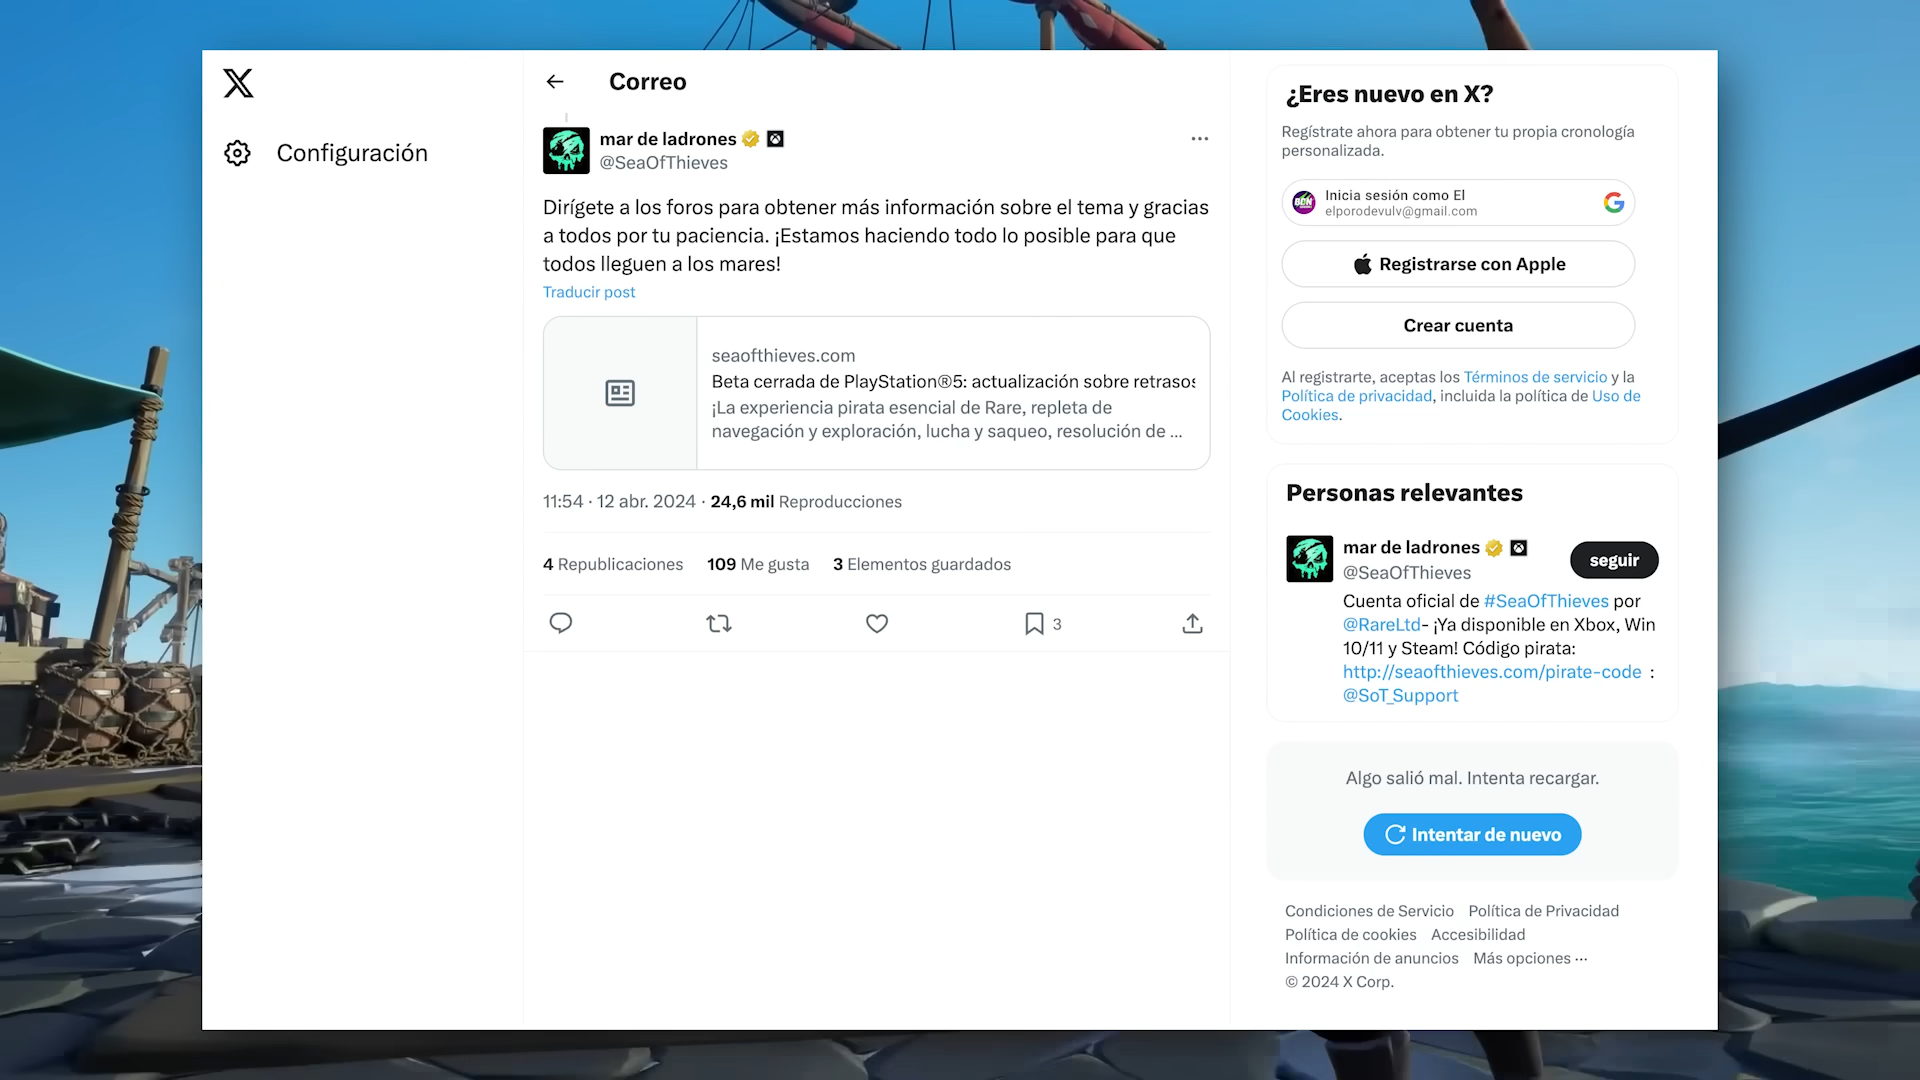 Configuración
Correo
mar de ladrones
@SeaOfThieves
Dirígete a los foros para obtener más información sobre el tema y gracias
a todos por tu paciencia. ¡Estamos haciendo todo lo posible para que
todos lleguen a los mares!
Traducir post
seaofthieves.com
Beta cerrada de PlayStation®5: actualización sobre retrasos
¡La experiencia pirata esencial de Rare, repleta de
navegación y exploración, lucha y saqueo, resolución de ...
11:54 · 12 abr. 2024 · 24,6 mil Reproducciones
4 Republicaciones 109 Me gusta 3 Elementos guardados
3
¿Eres nuevo en X?
Regístrate ahora para obtener tu propia cronología
personalizada.
Inicia sesión como El
elporodevulv@gmail.com
Registrarse con Apple
Crear cuenta
Al registrarte, aceptas los Términos de servicio y la
Política de privacidad, incluida la política de Uso de
Cookies.
Personas relevantes
mar de ladrones
@SeaOfThieves
seguir
Cuenta oficial de #SeaOfThieves por
@RareLtd- ¡Ya disponible en Xbox, Win
10/11 y Steam! Código pirata:
http://seaofthieves.com/pirate-code :
@SoT_Support
Algo salió mal. Intenta recargar.
Intentar de nuevo
Condiciones de Servicio Política de Privacidad
Política de cookies Accesibilidad
Información de anuncios Más opciones ···
© 2024 X Corp.